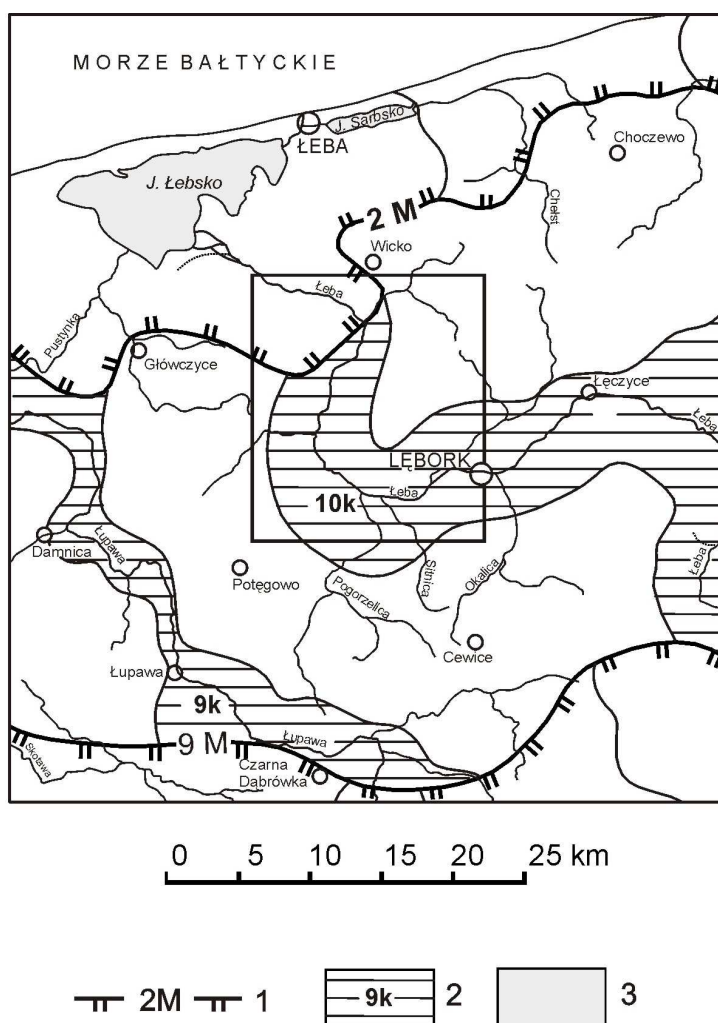 MORZE BAŁTYCKIE
J. Sarbsko
ŁEBA
Choczewo
J. Łebsko
2 M
Chełst
Wicko
Łeba
Pustynka
Główczyce
Łęczyce
Łeba
LĘBORK
Łeba
10k
Damnica
Łupawa
Łeba
Potęgowo
Sitnica
Okalica
Pogorzelica
Cewice
Łupawa
9k
9 M
Łupawa
Skotawa
Czarna
Dąbrówka
0 5 10 15 20 25 km
2M 1
9k 2
3